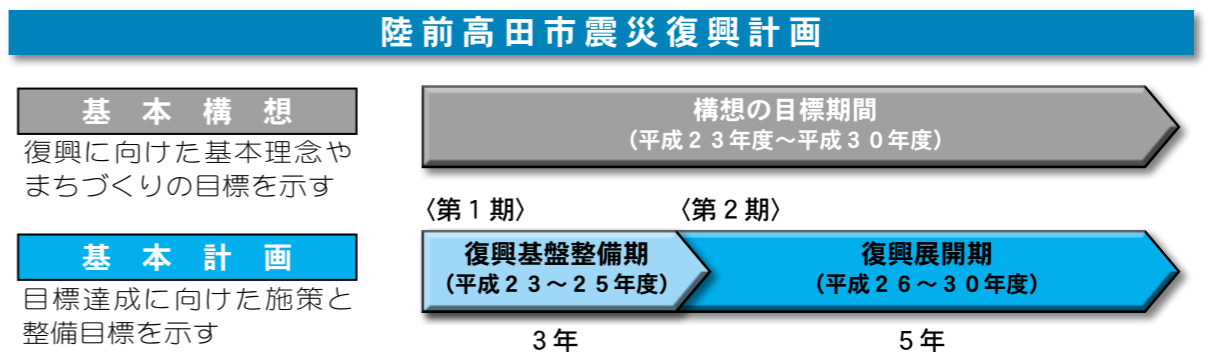 陸前高田市震災復興計画
基本構想
復興に向けた基本理念や
まちづくりの目標を示す
構想の目標期間
（平成２３年度～平成３０年度）
〈第１期〉
〈第２期〉
基本計画
目標達成に向けた施策と
整備目標を示す
復興基盤整備期
（平成２３～２５年度）
３年
復興展開期
（平成２６～３０年度）
５年